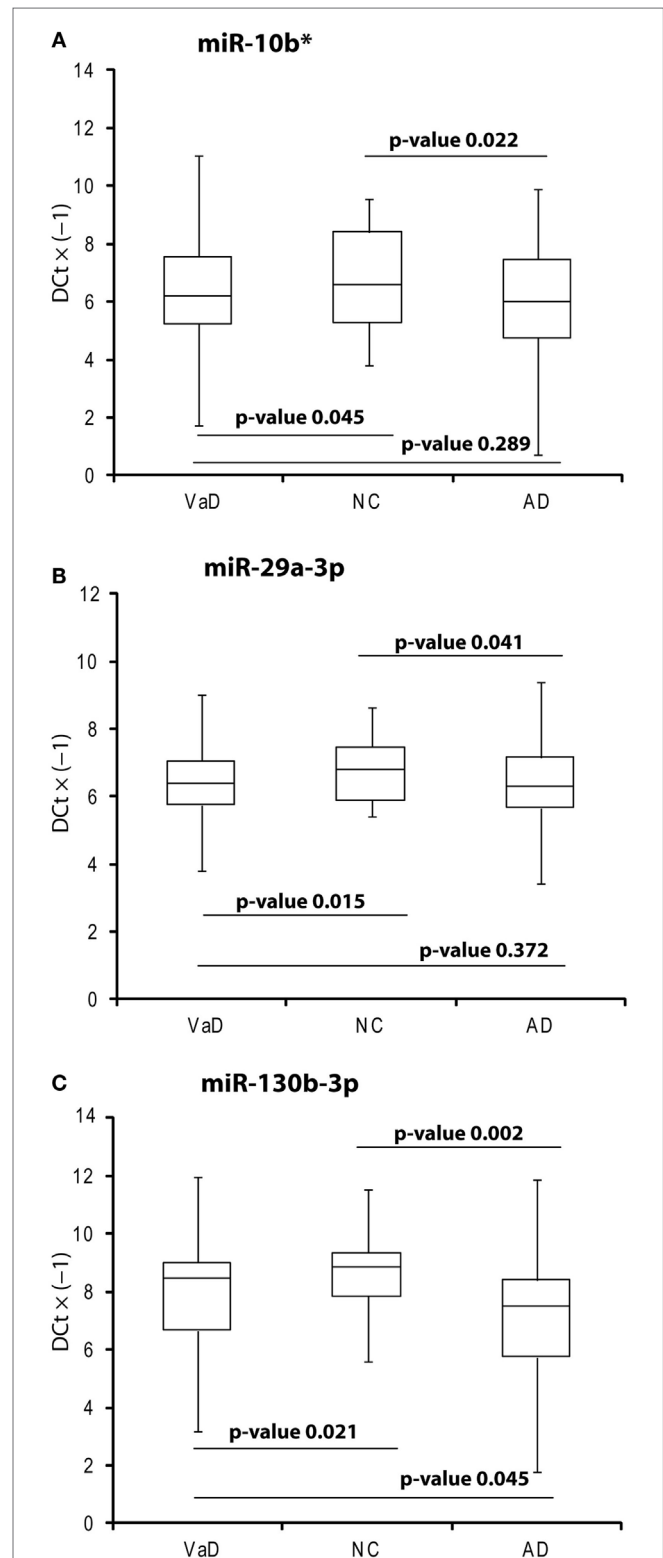 A
miR-10b*
14
12
p-value 0.022
10
8
DCt × (−1)
6
4
p-value 0.045
2
p-value 0.289
0
VaD NC AD
B
miR-29a-3p
12
p-value 0.041
10
8
DCt × (−1)
6
4
p-value 0.015
2
p-value 0.372
0
VaD NC AD
C
miR-130b-3p
14
p-value 0.002
12
10
DCt × (−1)
8
6
4
p-value 0.021
2
p-value 0.045
0
VaD NC AD